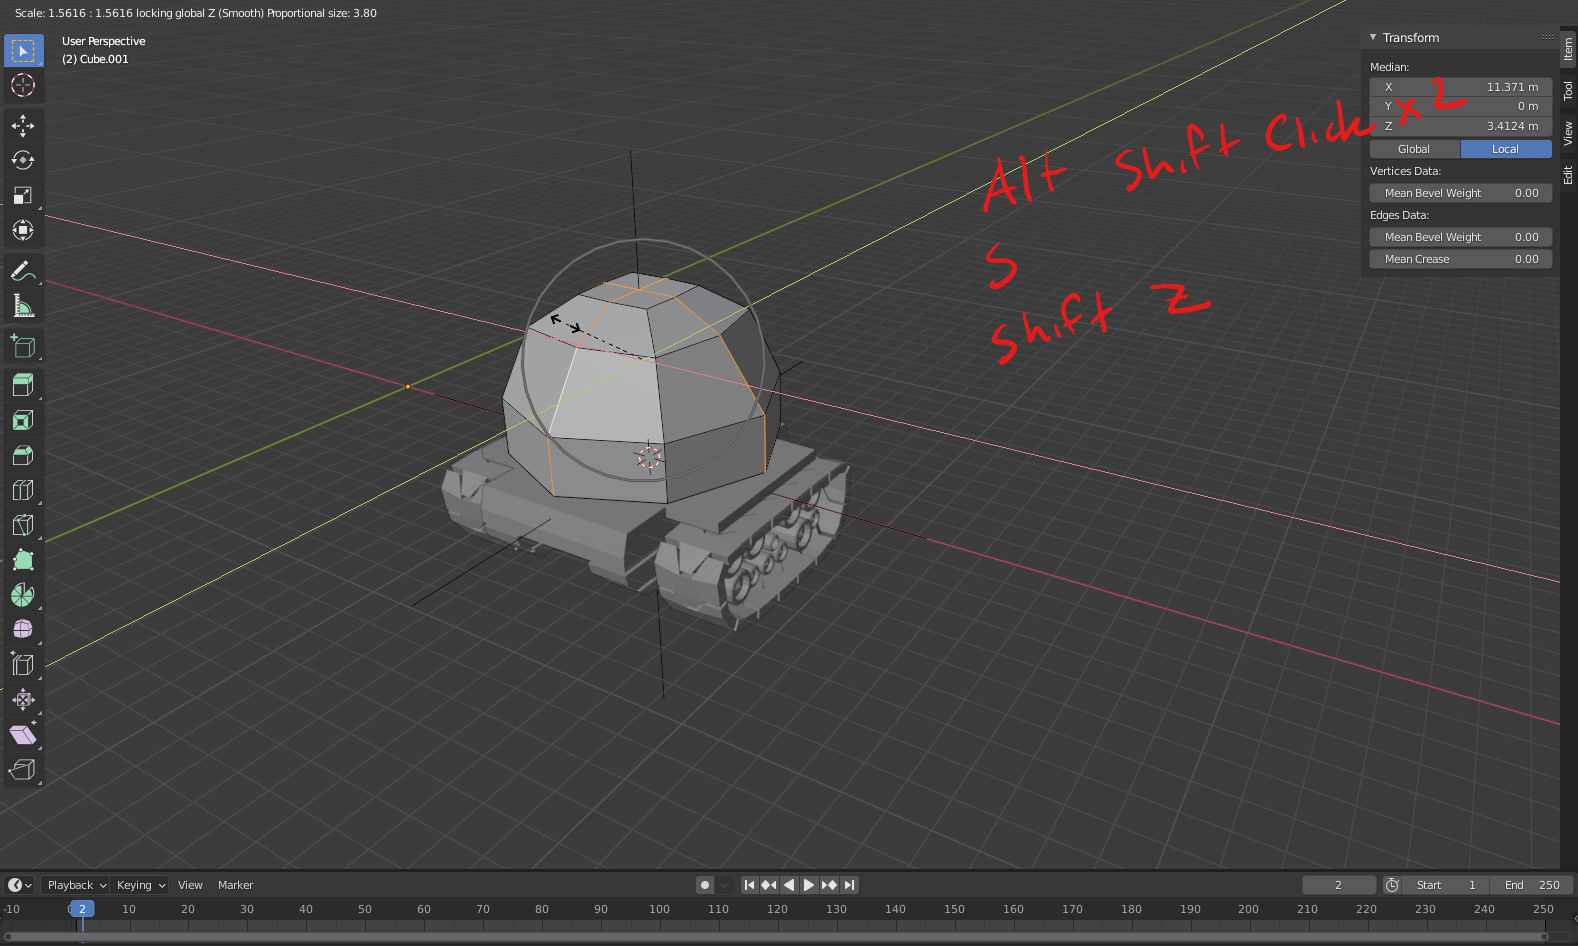 Scale: 1.5616 : 1.5616 locking global Z (Smooth) Proportional size: 3.80
User Perspective
(2) Cube.001
Transform
Median:
X 11.371 m
Y 0 m
Z 3.4124 m
Global Local
Vertices Data:
Mean Bevel Weight 0.00
Edges Data:
Mean Bevel Weight 0.00
Mean Crease 0.00
Item
Tool
View
Edit
Alt Shift Click x 2
S
Shift Z
Playback Keying View Marker 2 Start 1 End 250
-10 0 2 10 20 30 40 50 60 70 80 90 100 110 120 130 140 150 160 170 180 190 200 210 220 230 240 250